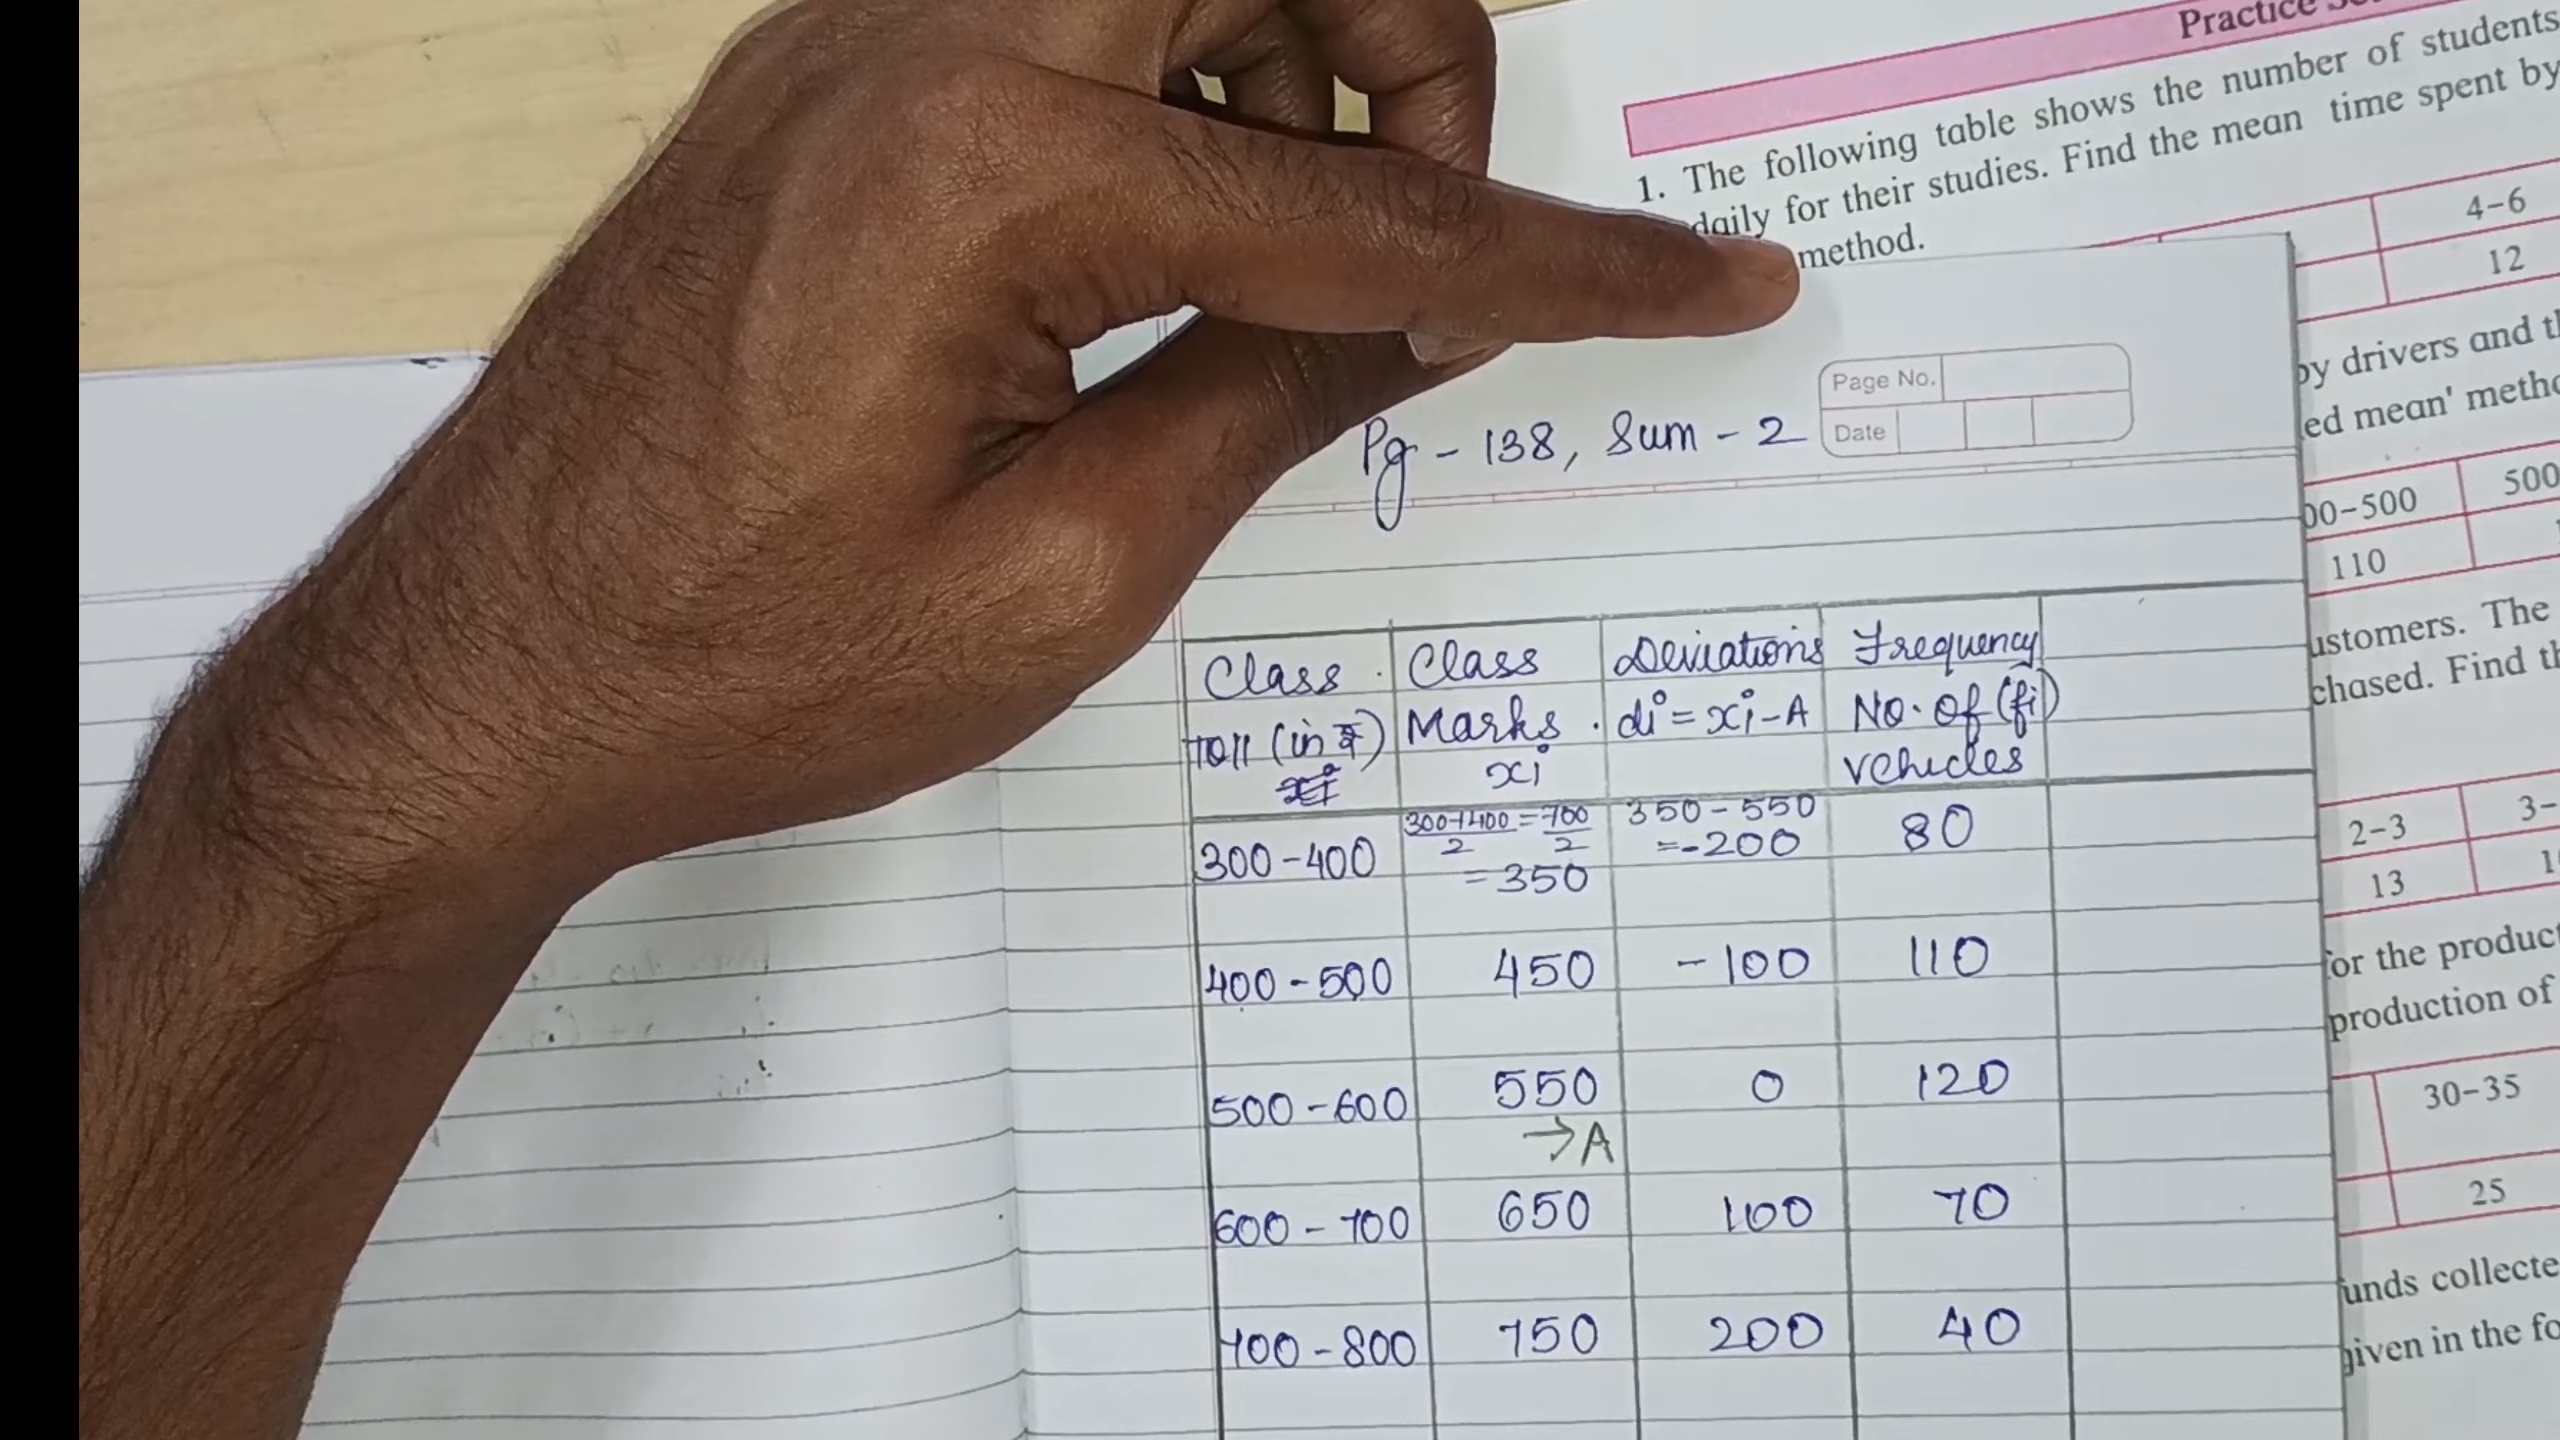 Practice
1. The following table shows the number of students
daily for their studies. Find the mean time spent by
method.
4-6
12
by drivers and
ed mean'
00-500 500
110
ustomers. The
chased. Find
2-3 3-
13
for the product
production of
30-35
25
unds collecte
given in the fo
Page No.
Date
Pg - 138, Sum - 2
Class Class Deviations Frequency
toll (in ₹) Marks di = xi - A No. of (fi)
xi vehicles
300-400 300+400/2 = 700/2 = 350 350 - 550 = -200 80
400-500 450 -100 110
500-600 550 0 120
→A
600-700 650 100 70
700-800 750 200 40